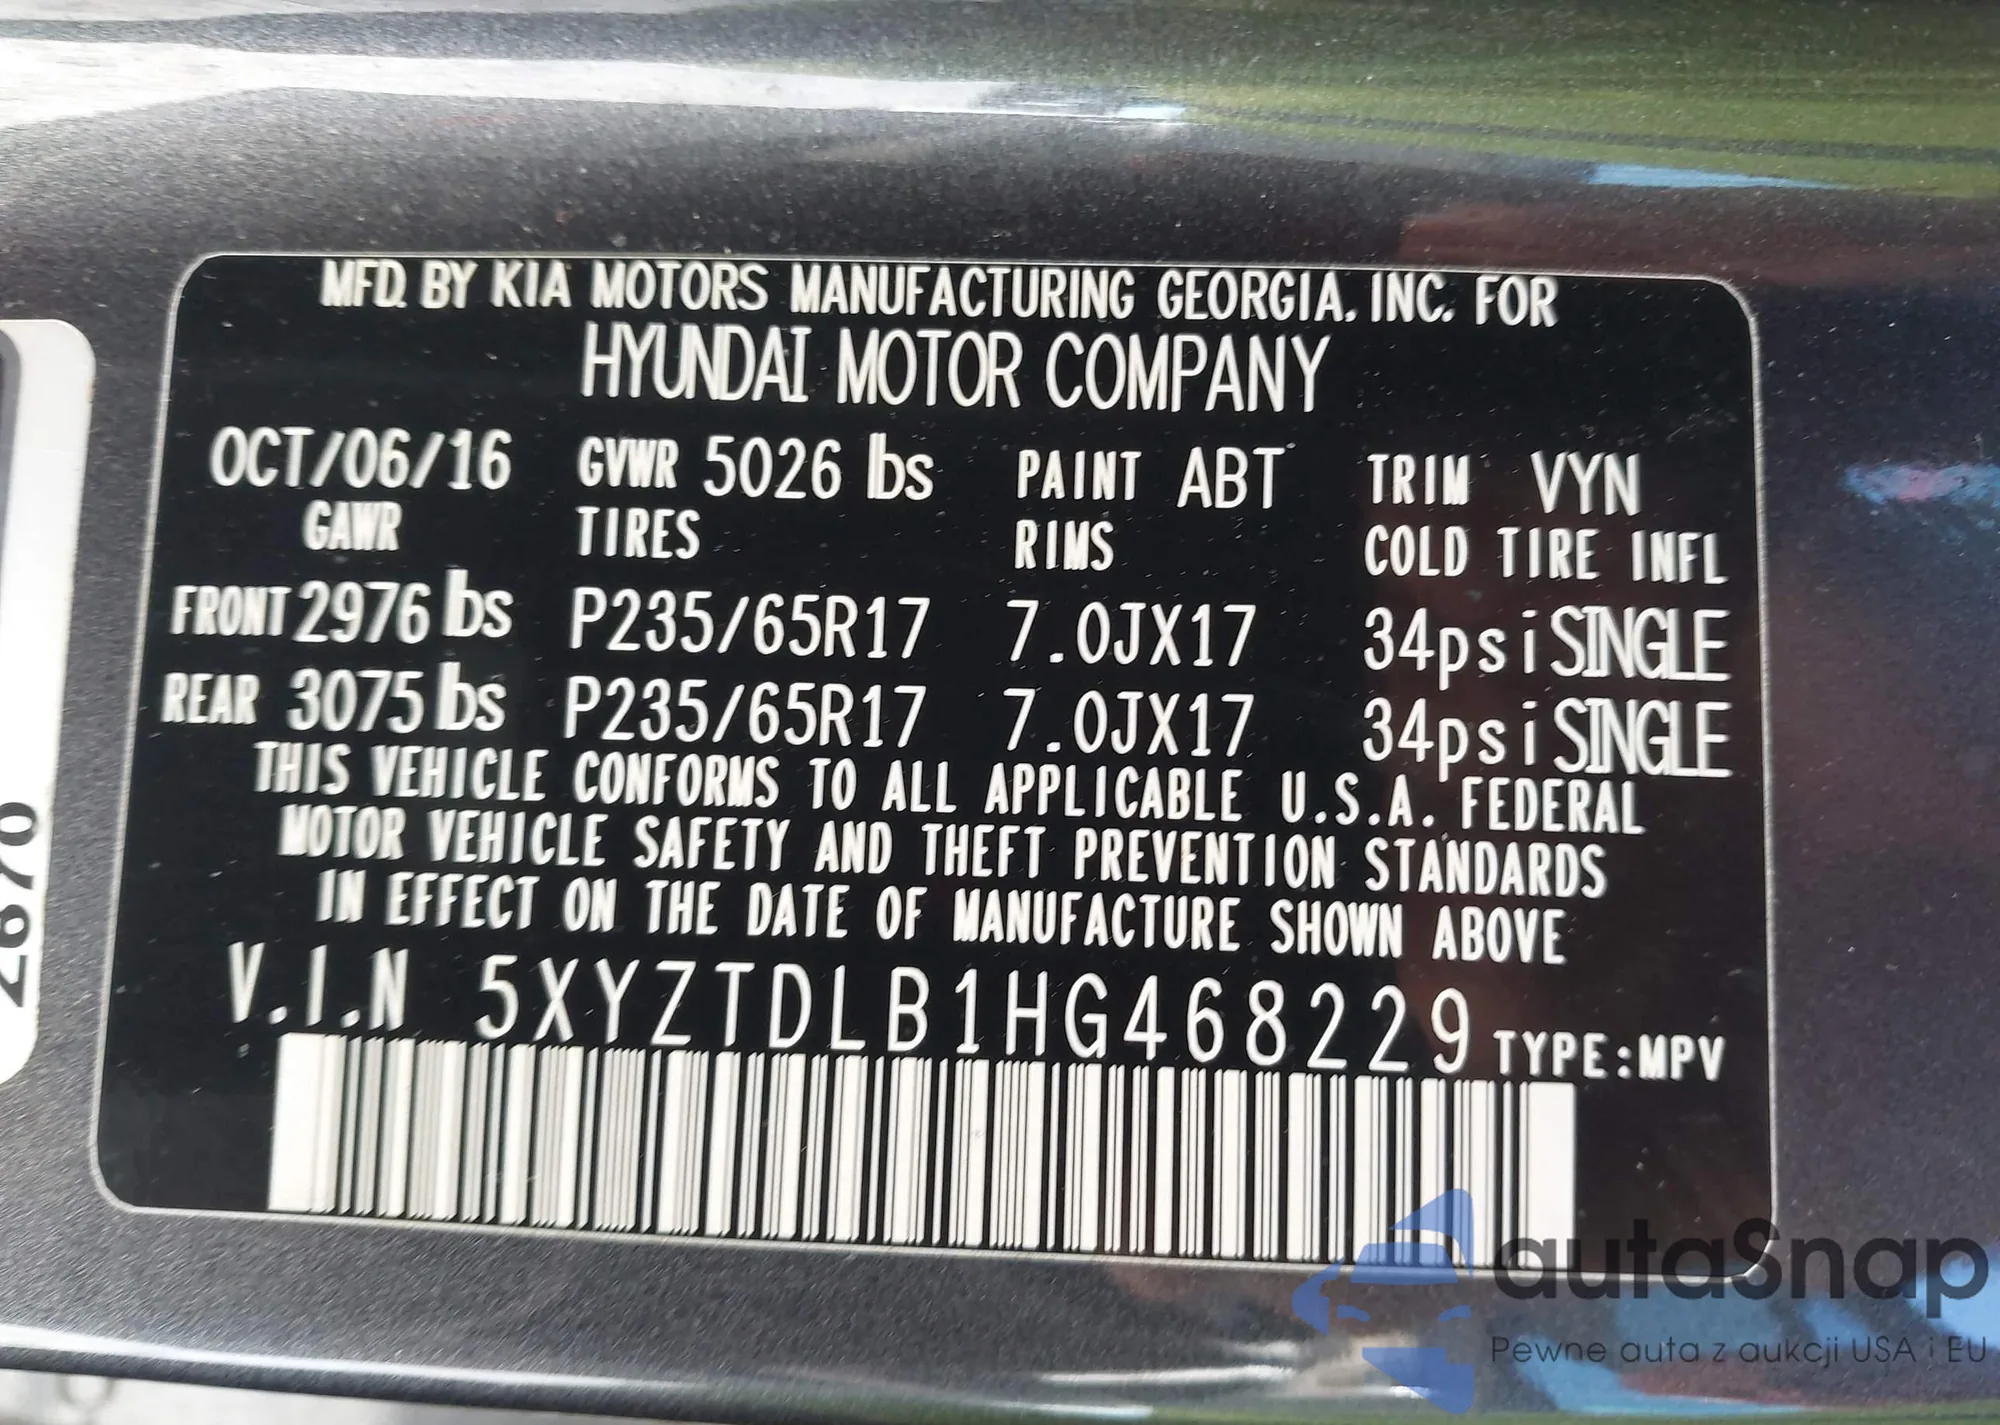 MFD. BY KIA MOTORS MANUFACTURING GEORGIA, INC. FOR
HYUNDAI MOTOR COMPANY
OCT/06/16 GVWR 5026 lbs PAINT ABT TRIM VYN
GAWR TIRES RIMS COLD TIRE INFL
FRONT 2976 lbs P235/65R17 7.0JX17 34psi SINGLE
REAR 3075 lbs P235/65R17 7.0JX17 34psi SINGLE
THIS VEHICLE CONFORMS TO ALL APPLICABLE U.S.A. FEDERAL
MOTOR VEHICLE SAFETY AND THEFT PREVENTION STANDARDS
IN EFFECT ON THE DATE OF MANUFACTURE SHOWN ABOVE
V.I.N 5XYZTDLB1HG468229 TYPE:MPV
2870
autaSnap
Pewne auta z aukcji USA i EU